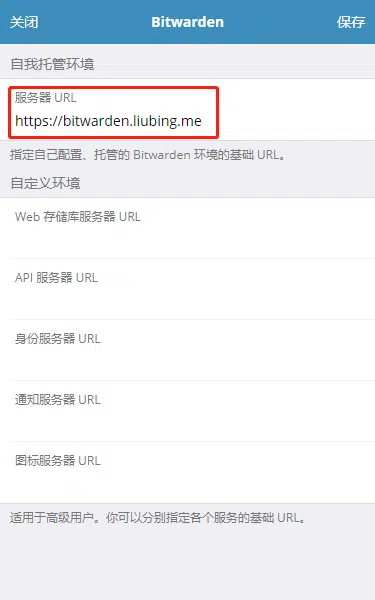 关闭
Bitwarden
保存
自我托管环境
服务器 URL
https://bitwarden.liubing.me
指定自己配置、托管的 Bitwarden 环境的基础 URL。
自定义环境
Web 存储库服务器 URL
API 服务器 URL
身份服务器 URL
通知服务器 URL
图标服务器 URL
适用于高级用户。你可以分别指定各个服务的基础 URL。